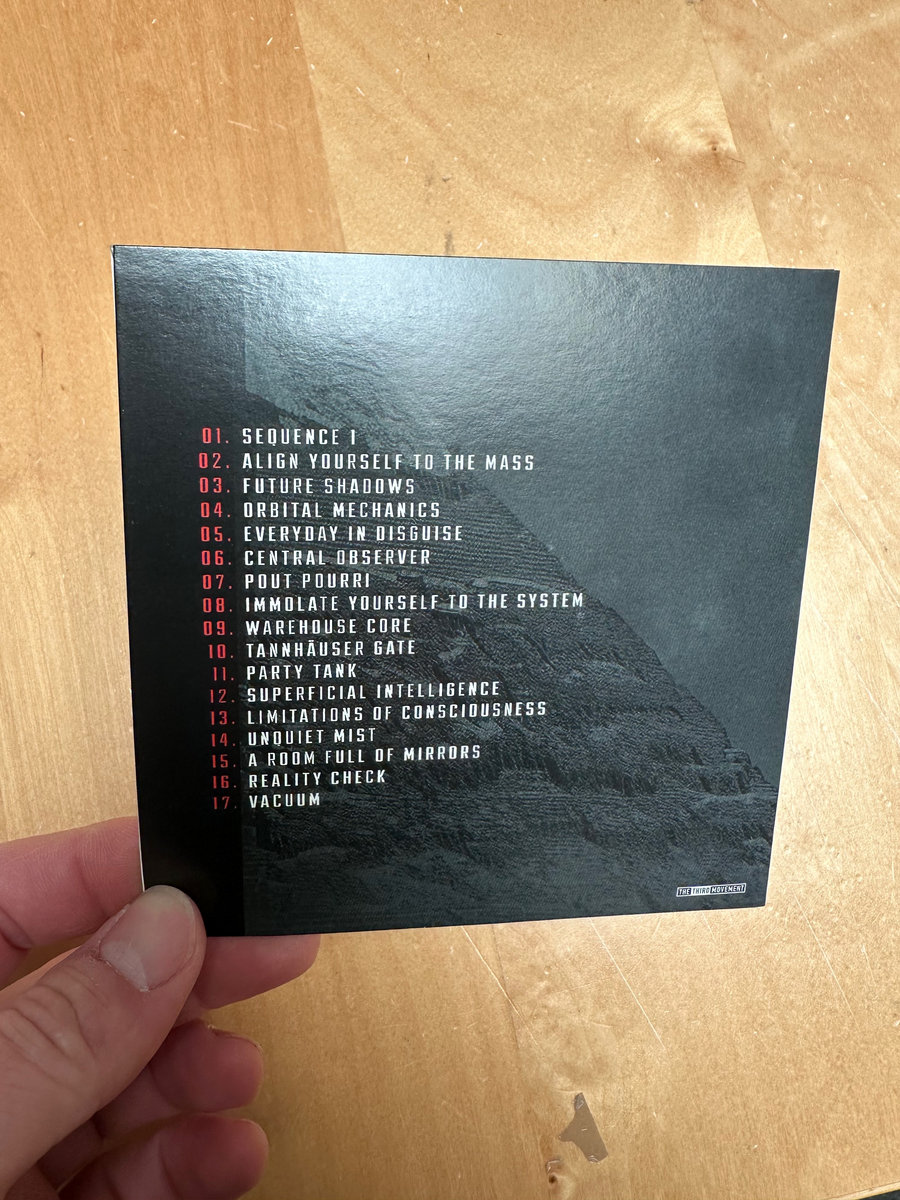 01. SEQUENCE 1
02. ALIGN YOURSELF TO THE MASS
03. FUTURE SHADOWS
04. ORBITAL MECHANICS
05. EVERYDAY IN DISGUISE
06. CENTRAL OBSERVER
07. POUT POURRI
08. IMMOLATE YOURSELF TO THE SYSTEM
09. WAREHOUSE CORE
10. TANNHÄUSER GATE
11. PARTY TANK
12. SUPERFICIAL INTELLIGENCE
13. LIMITATIONS OF CONSCIOUSNESS
14. UNQUIET MIST
15. A ROOM FULL OF MIRRORS
16. REALITY CHECK
17. VACUUM
THE THIRD MOVEMENT